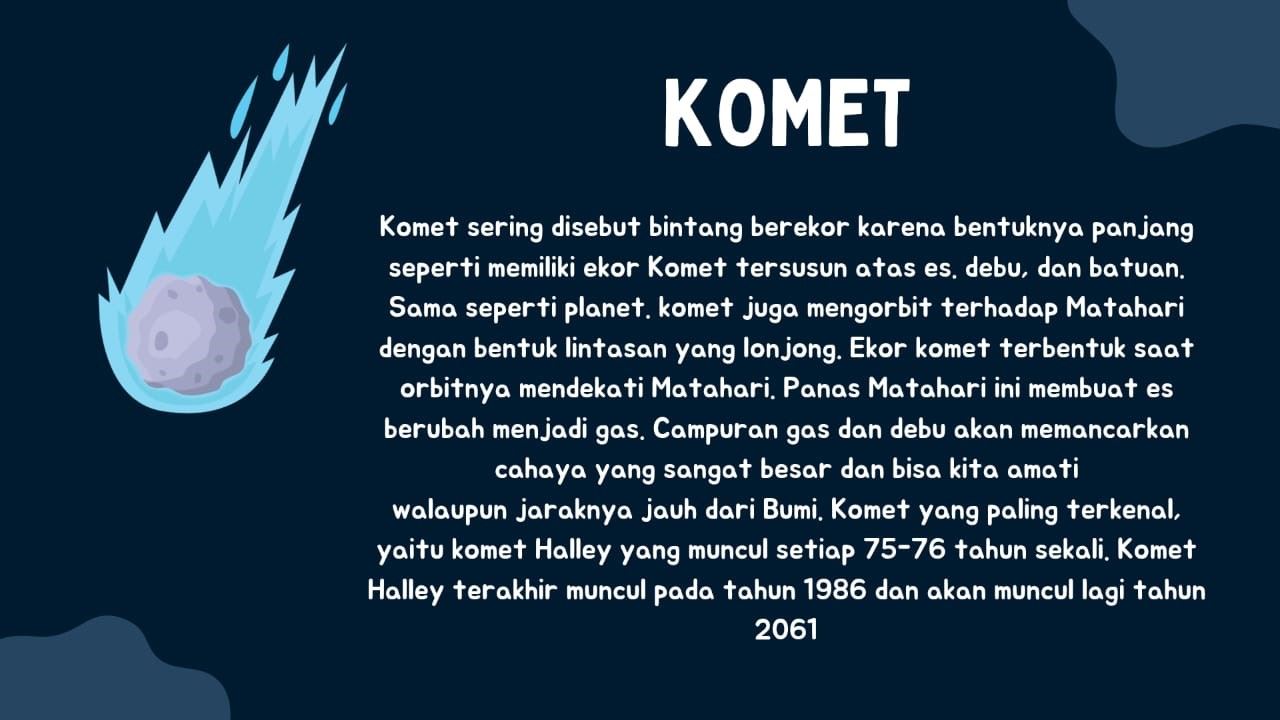 KOMET
Komet sering disebut bintang berekor karena bentuknya panjang
seperti memiliki ekor Komet tersusun atas es. debu, dan batuan.
Sama seperti planet. komet juga mengorbit terhadap Matahari
dengan bentuk lintasan yang lonjong. Ekor komet terbentuk saat
orbitnya mendekati Matahari. Panas Matahari ini membuat es
berubah menjadi gas. Campuran gas dan debu akan memancarkan
cahaya yang sangat besar dan bisa kita amati
walaupun jaraknya jauh dari Bumi. Komet yang paling terkenal,
yaitu komet Halley yang muncul setiap 75-76 tahun sekali. Komet
Halley terakhir muncul pada tahun 1986 dan akan muncul lagi tahun
2061